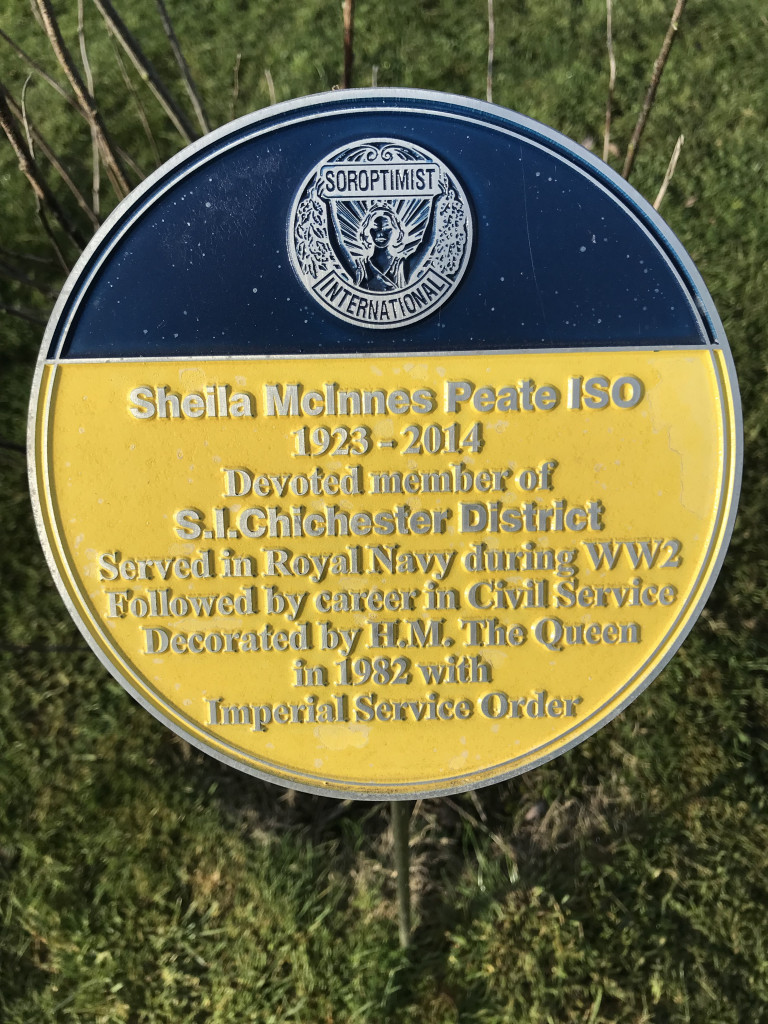 SOROPTIMIST
INTERNATIONAL
Sheila McInnes Peate ISO
1923 - 2014
Devoted member of
S.I.Chichester District
Served in Royal Navy during WW2
Followed by career in Civil Service
Decorated by H.M. The Queen
in 1982 with
Imperial Service Order